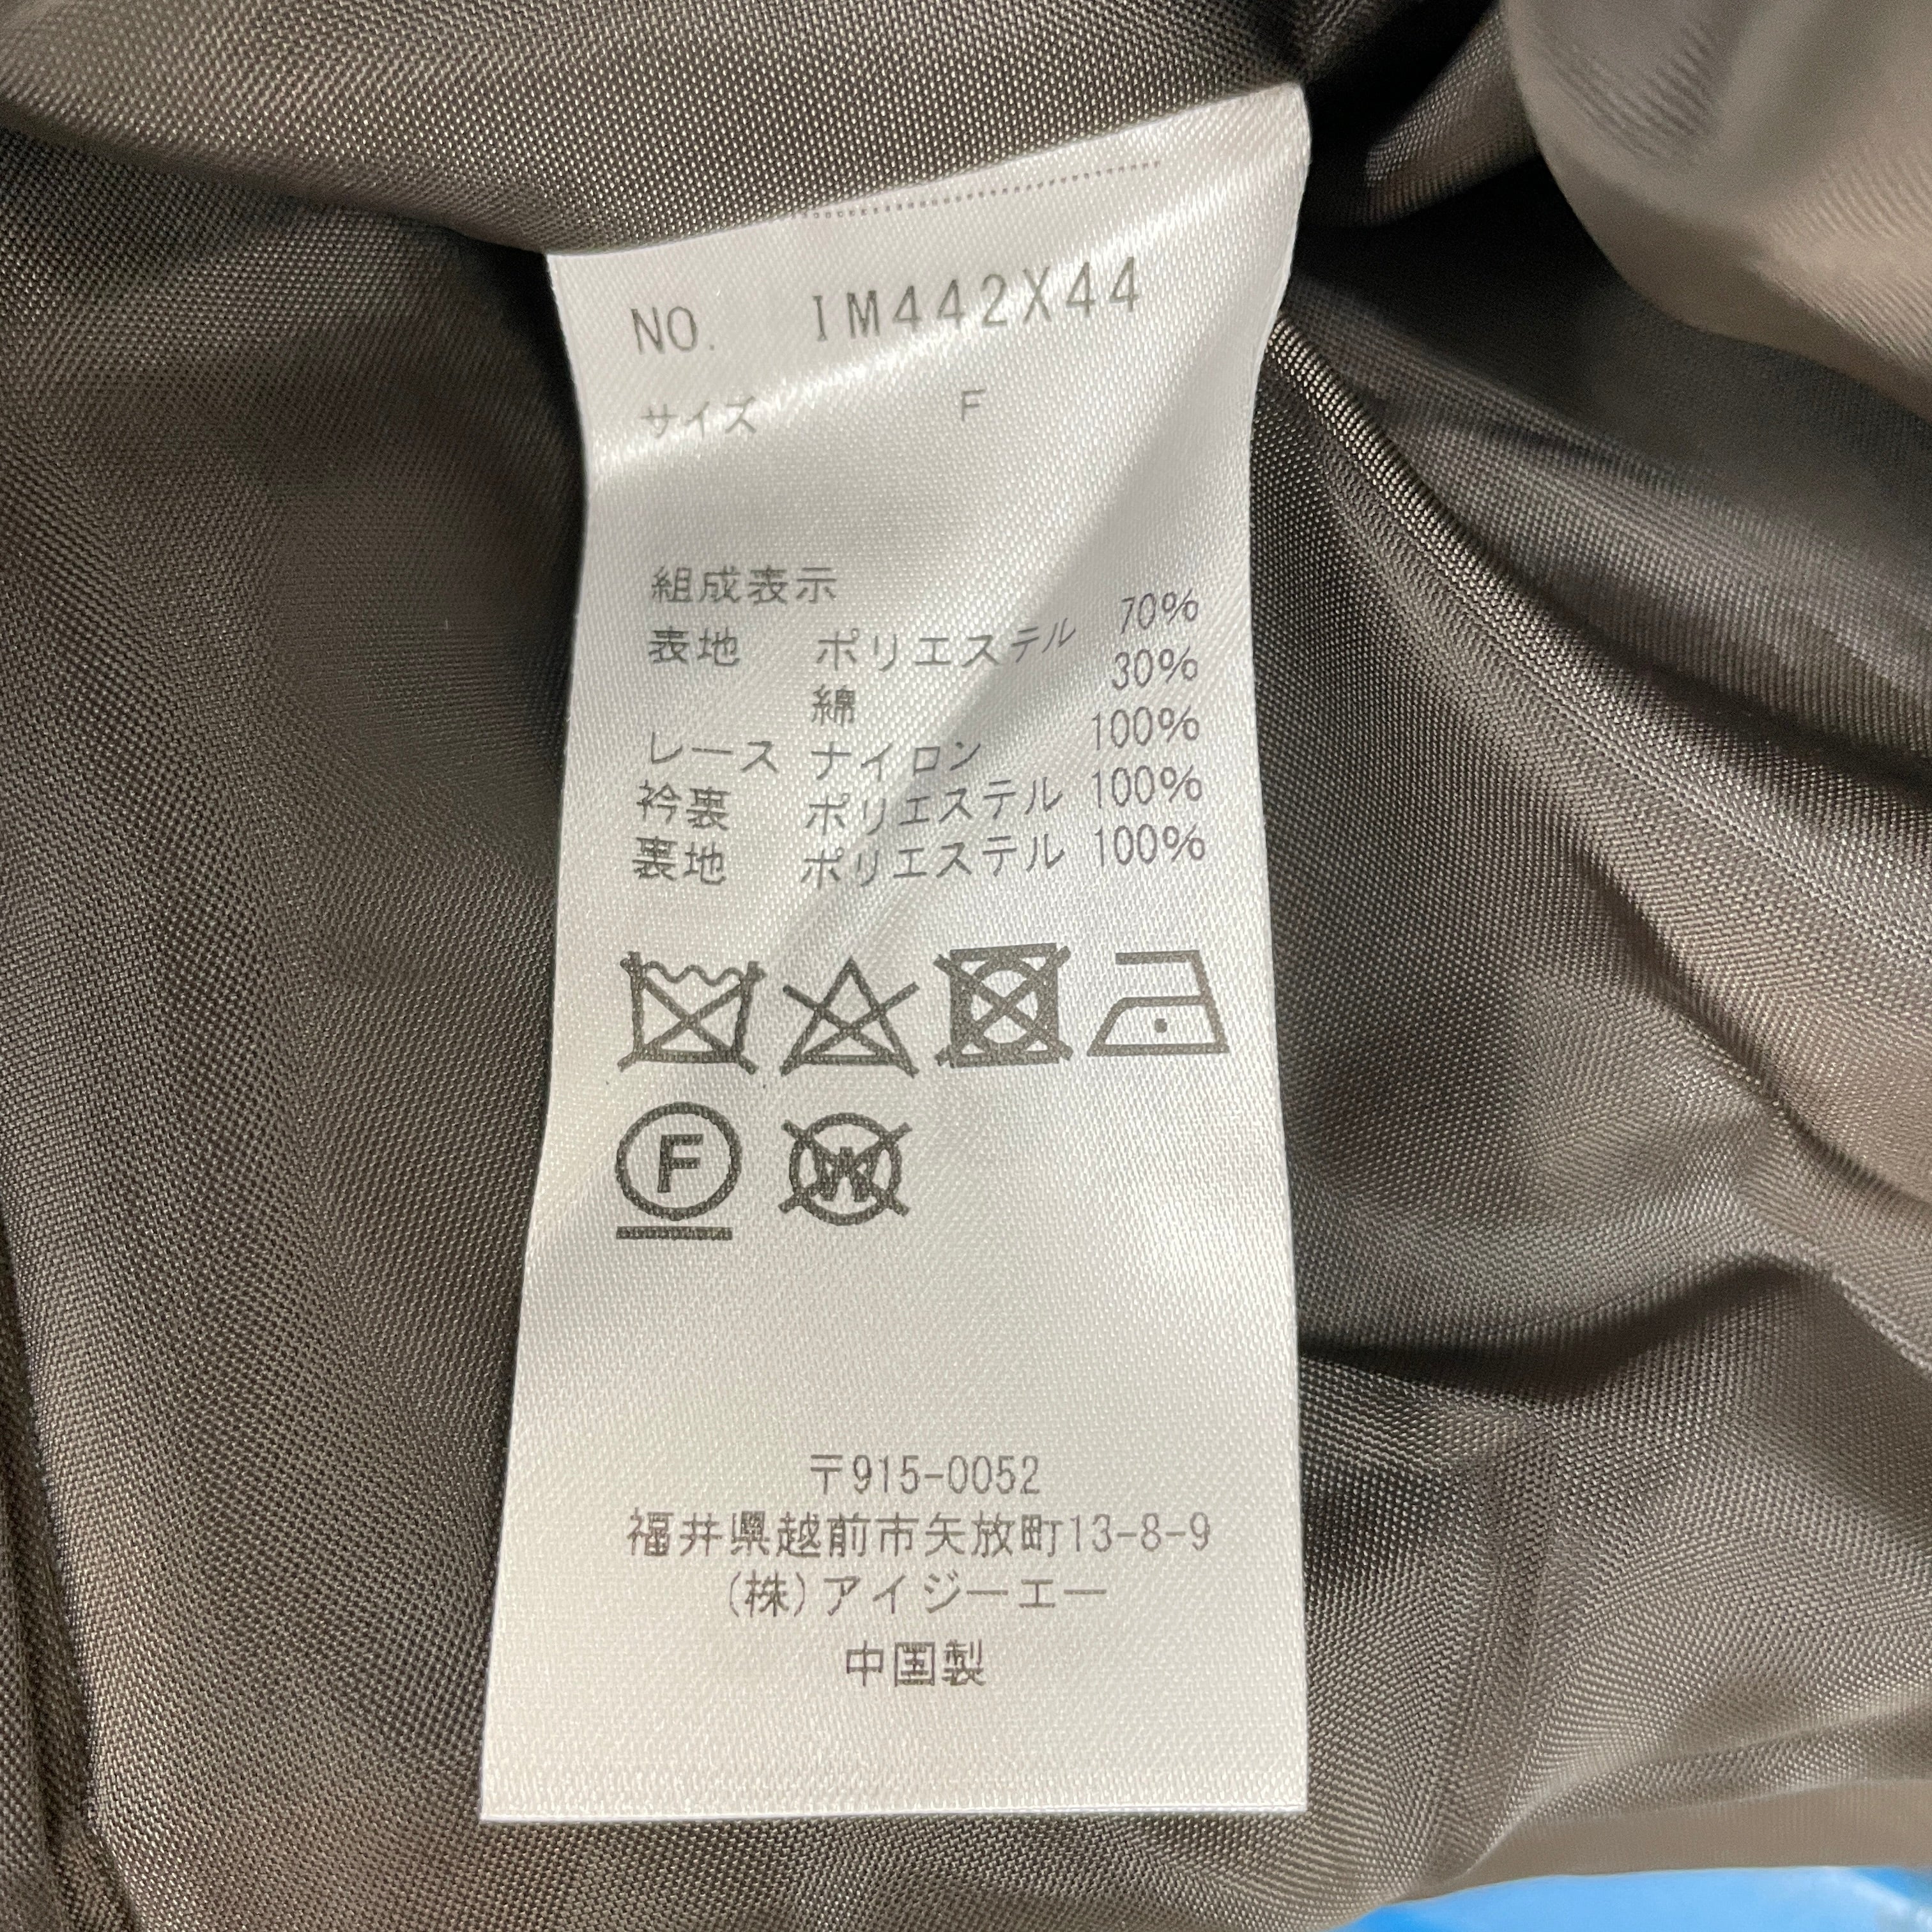 NO. IM442X44
サイズ F
組成表示
表地 ポリエステル 70%
綿 30%
レース ナイロン 100%
衿裏 ポリエステル 100%
裏地 ポリエステル 100%
F W
〒915-0052
福井県越前市矢放町13-8-9
(株)アイジーエー
中国製